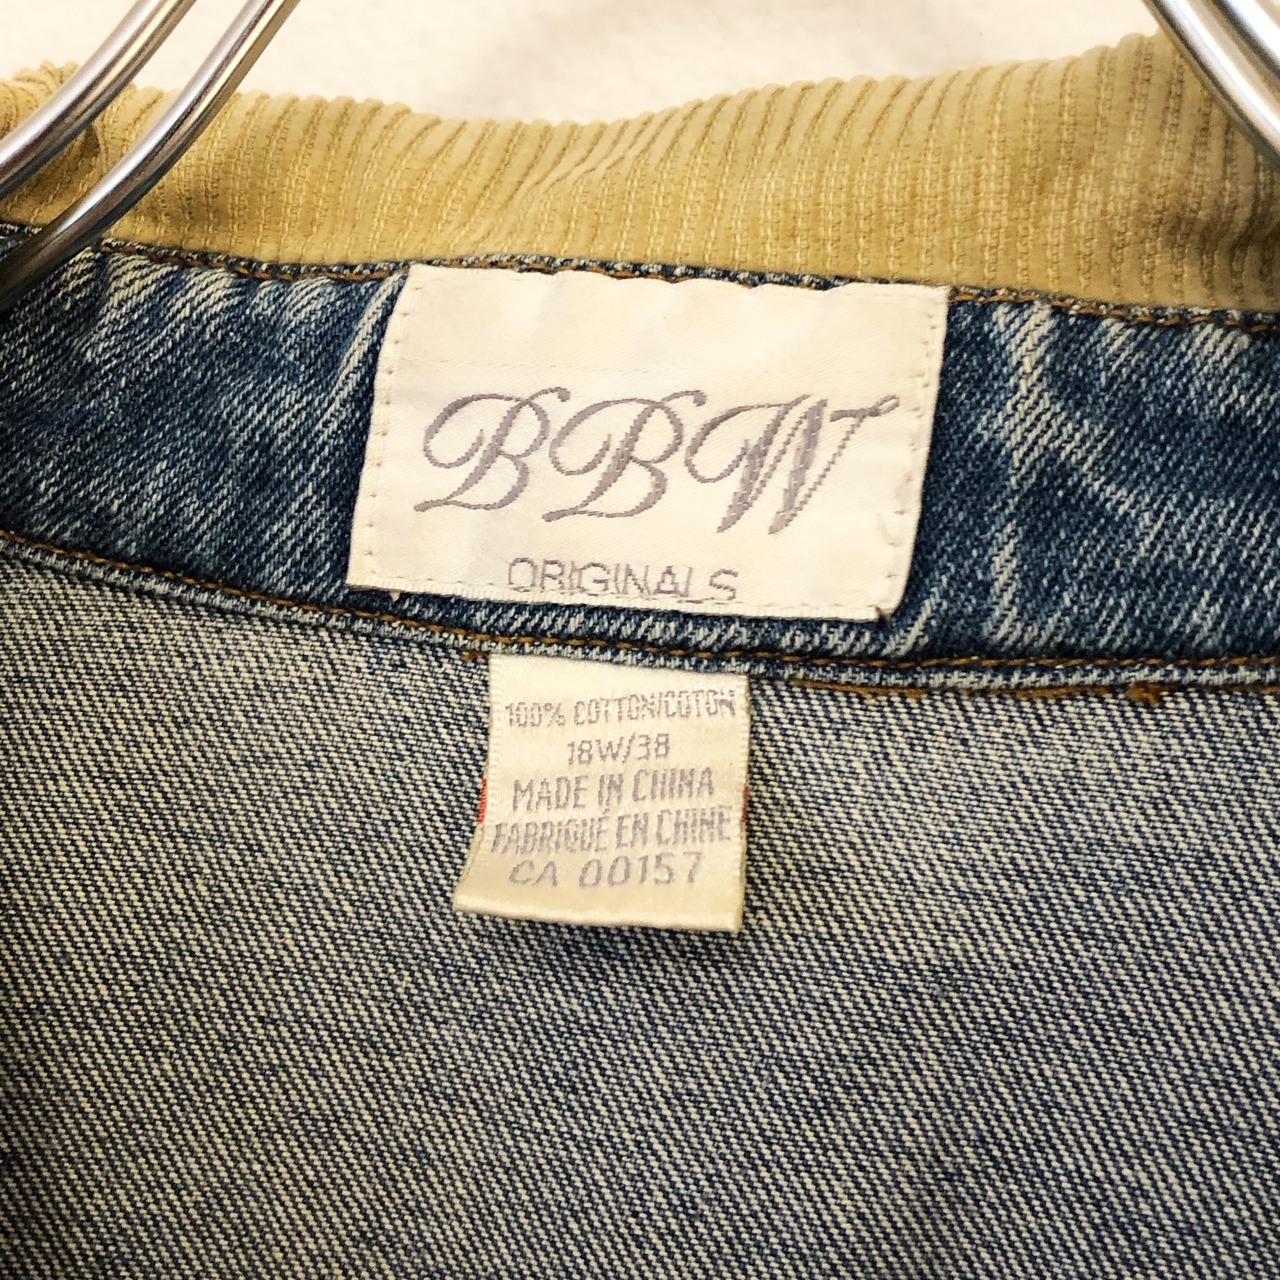 BBW
ORIGINALS
100% COTTON/COTON
18W/38
MADE IN CHINA
FABRIQUÉ EN CHINE
CA 00157